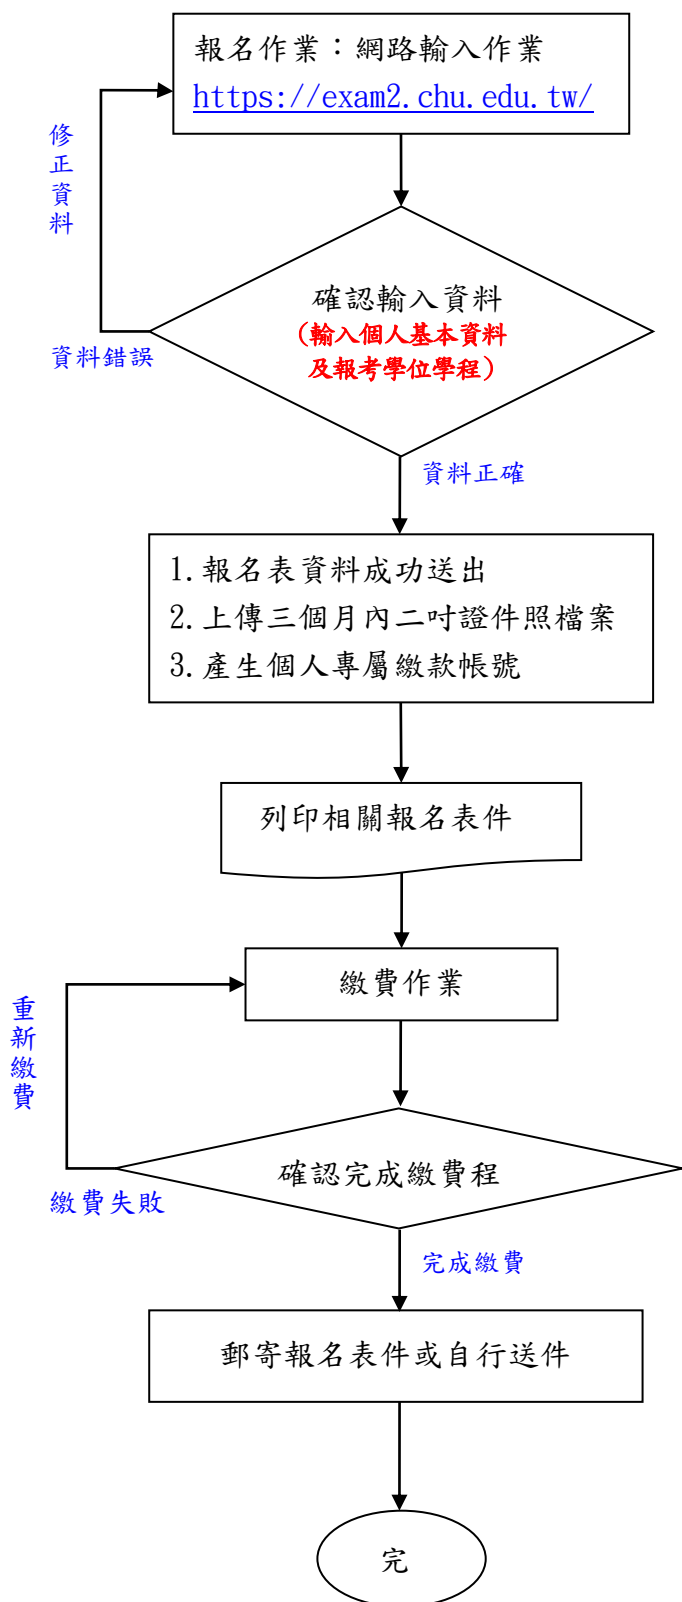 報名作業：網路輸入作業
https://exam2.chu.edu.tw/
修正資料
確認輸入資料
(輸入個人基本資料
及報考學位學程)
資料錯誤
資料正確
1.報名表資料成功送出
2.上傳三個月內二吋證件照檔案
3.產生個人專屬繳款帳號
列印相關報名表件
繳費作業
重新繳費
確認完成繳費程
繳費失敗
完成繳費
郵寄報名表件或自行送件
完